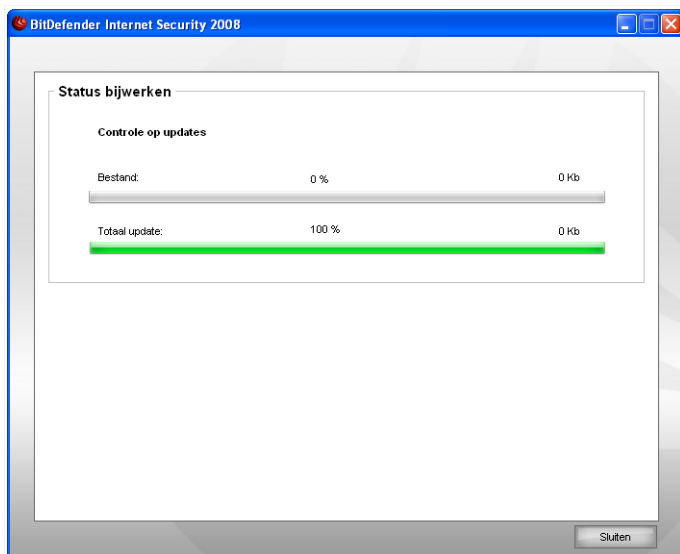 BitDefender Internet Security 2008
Status bijwerken
Controle op updates
Bestand: 0 % 0 Kb
Totaal update: 100 % 0 Kb
Sluiten